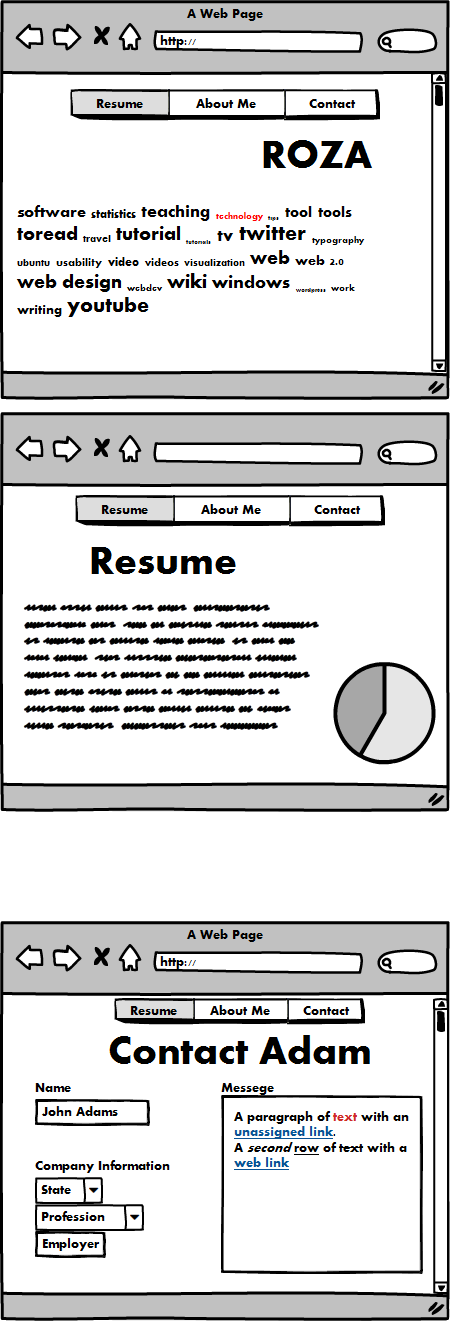 A Web Page
http://
Resume About Me Contact
ROZA
software statistics teaching technology tips tool tools
toread travel tutorial tutorials tv twitter typography
ubuntu usability video videos visualization web web 2.0
web design webdev wiki windows wordpress work
writing youtube
Resume About Me Contact
Resume
A Web Page
http://
Resume About Me Contact
Contact Adam
Name
John Adams
Messege
A paragraph of text with an
unassigned link.
A second row of text with a
web link
Company Information
State
Profession
Employer